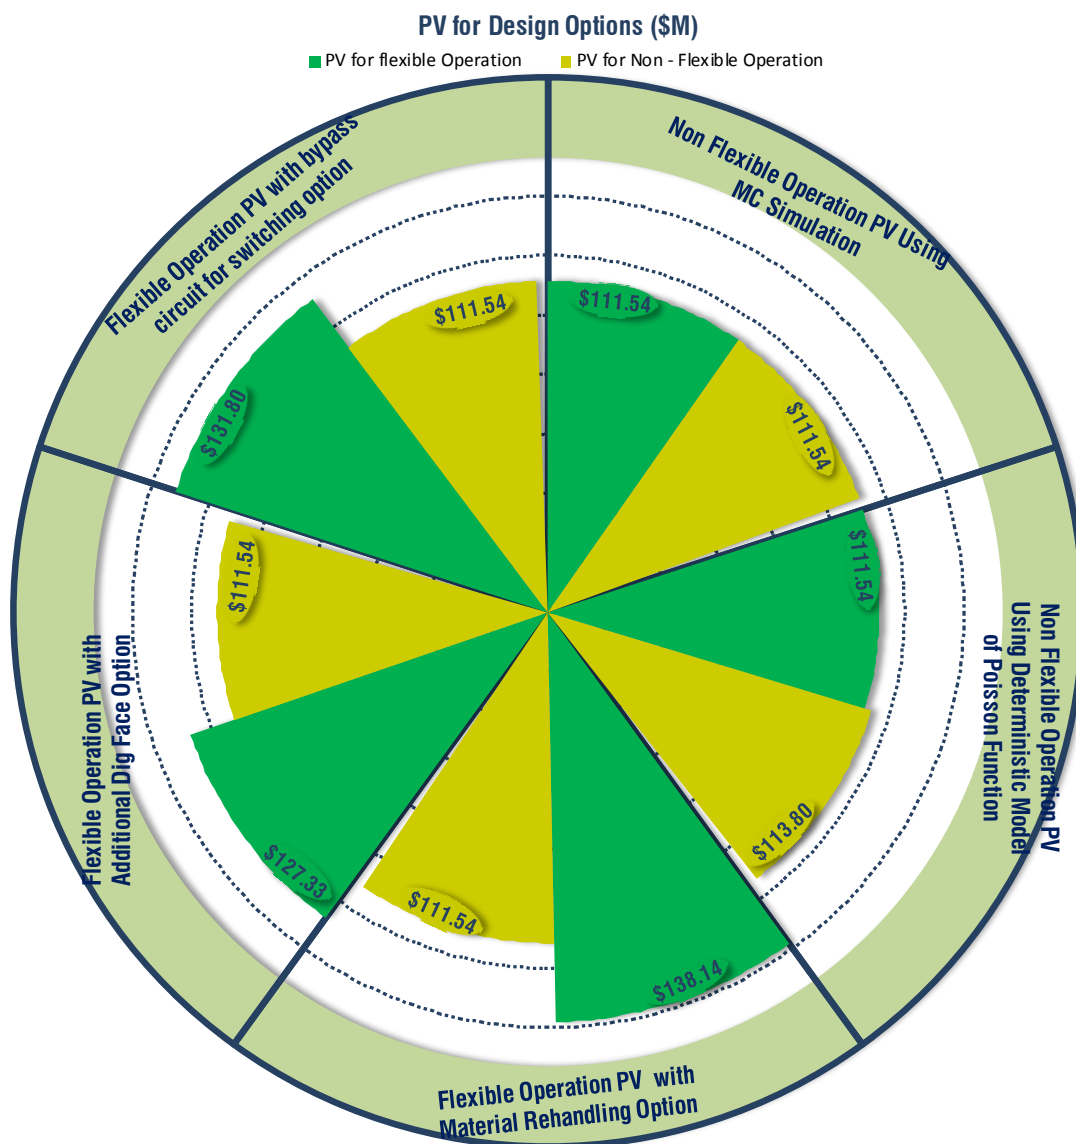 PV for Design Options ($M)
PV for flexible Operation
PV for Non - Flexible Operation
Non Flexible Operation PV Using
MC Simulation
$111.54
$111.54
Non Flexible Operation PV
Using Deterministic Model
of Poisson Function
$111.54
$113.80
Flexible Operation PV with
Material Rehandling Option
$138.14
$111.54
Flexible Operation PV with
Additional Dig Face Option
$127.33
$111.54
Flexible Operation PV with bypass
circuit for switching option
$131.80
$111.54